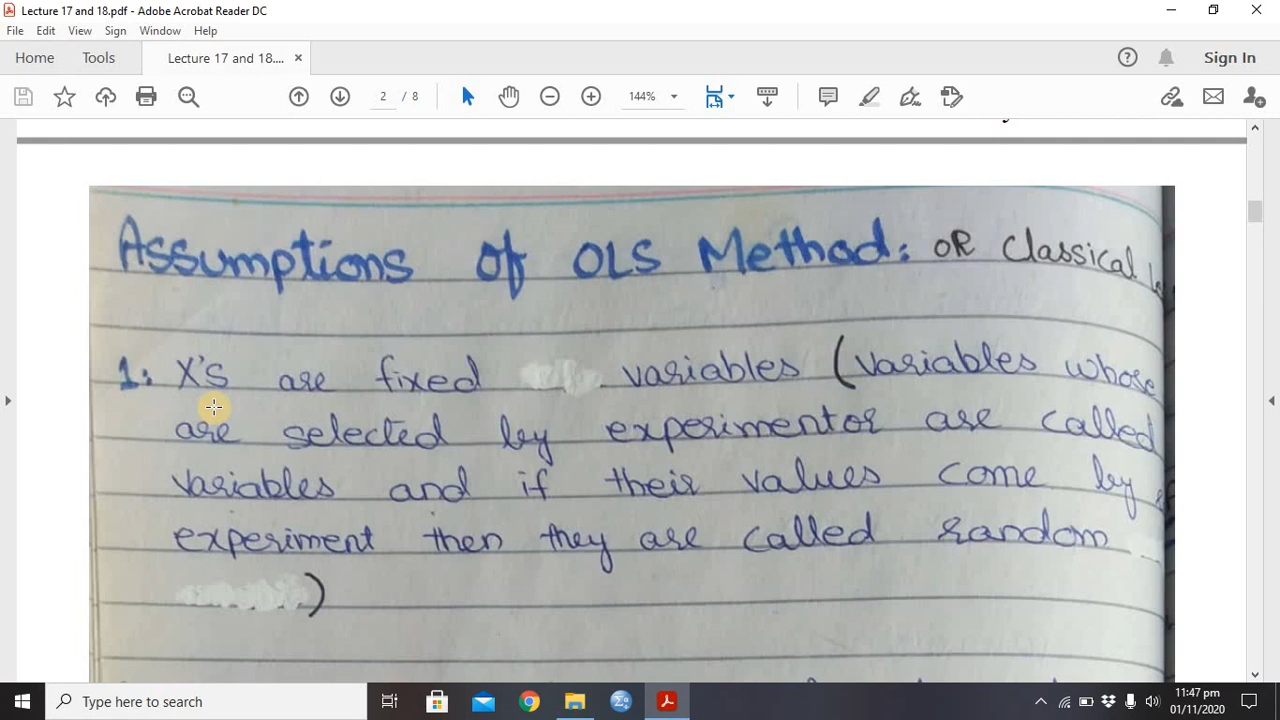 Lecture 17 and 18.pdf - Adobe Acrobat Reader DC
File Edit View Sign Window Help
Home Tools Lecture 17 and 18.... × Sign In
2 / 8 144%
Assumptions of OLS Method: OR Classical
1: X's are fixed variables (variables whose
are selected by experimentor are called
variables and if their values come by
experiment then they are called random
)
Type here to search
11:47 pm
01/11/2020